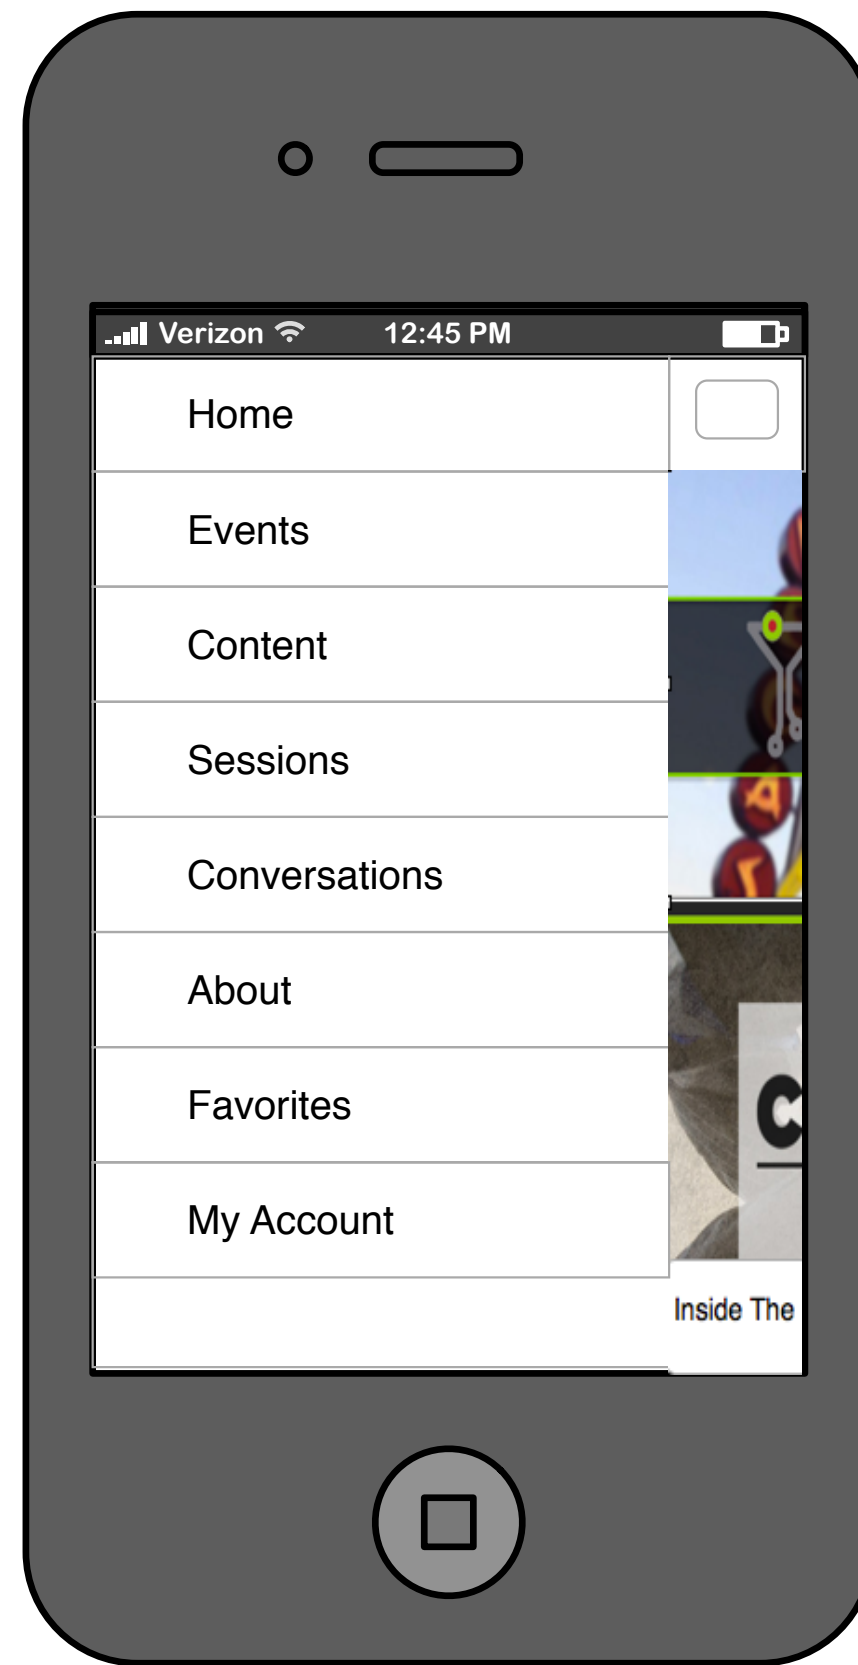 Verizon 12:45 PM
Home
Events
Content
Sessions
Conversations
About
Favorites
My Account
Inside The